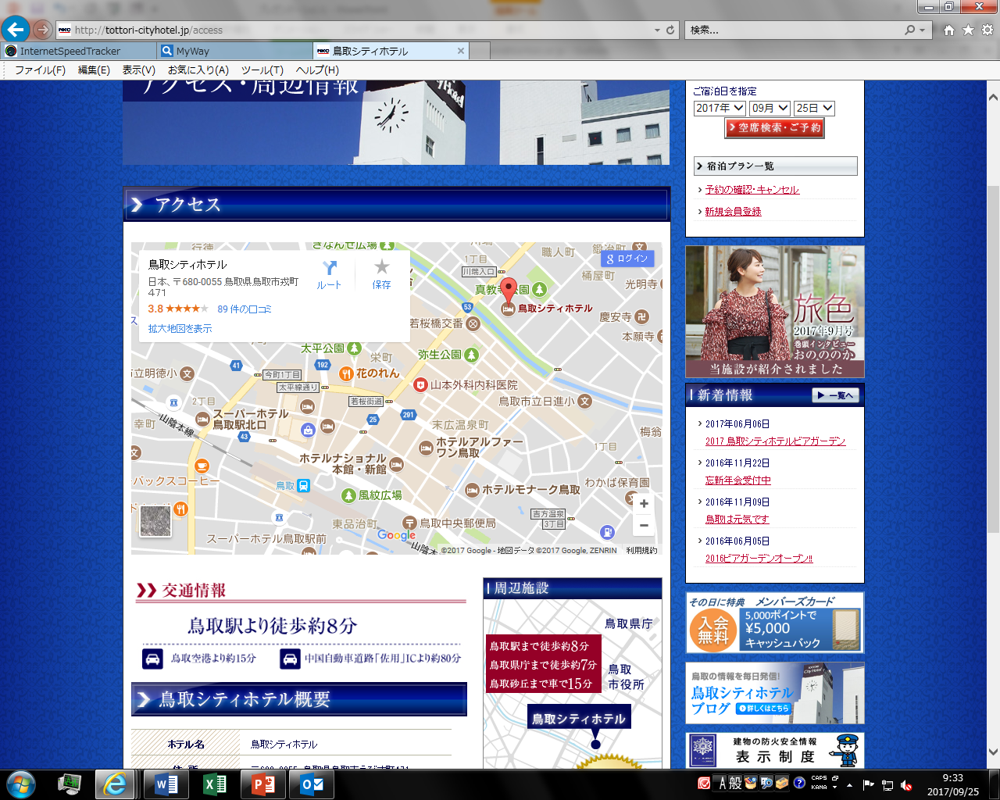 http://tottori-cityhotel.jp/access
検索...
InternetSpeedTracker
MyWay
鳥取シティホテル
ファイル(F) 編集(E) 表示(V) お気に入り(A) ツール(T) ヘルプ(H)
アクセス・周辺情報
ご宿泊日を指定
2017年 09月 25日
空席検索・ご予約
宿泊プラン一覧
予約の確認・キャンセル
新規会員登録
アクセス
鳥取シティホテル
日本、〒680-0055 鳥取県鳥取市戎町
471
3.8 ★★★★★ 89 件の口コミ
拡大地図を表示
ルート
保存
g ログイン
行徳
きなんせ広場
川端
1丁目
川端入口
職人町
鍛冶町
桶屋町
光明寺
真教寺公園
鳥取シティホテル
53
慶安寺
本願寺
若桜橋交番
太平公園
栄町
弥生公園
192
41
市立明徳小
今町1丁目
太平線通り
花のれん
山本外科内科医院
2丁目
若桜街道
鳥取市立日進小
幸町
スーパーホテル
鳥取駅北口
山陰本線
43
25
291
末広温泉町
梅翁
ホテルアルファー
ワン鳥取
1丁目
ホテルナショナル
本館・新館
バックスコーヒー
鳥取
風紋広場
ホテルモナーク鳥取
わかば保育園
吉方温泉
3丁目
東品治町
鳥取中央郵便局
スーパーホテル鳥取駅前
山陰本
Google
©2017 Google - 地図データ ©2017 Google, ZENRIN 利用規約
旅色
2017年9月号
巻頭インタビュー
おの,ののか
当施設が紹介されました
新着情報
一覧へ
2017年06月06日
2017 鳥取シティホテルビアガーデン
2016年11月22日
忘新年会受付中
2016年11月09日
鳥取は元気です
2016年06月05日
2016ビアガーデンオープン!!
交通情報
鳥取駅より徒歩約8分
鳥取空港より約15分
中国自動車道路「佐用」ICより約80分
周辺施設
鳥取県庁
鳥取駅まで徒歩約8分
鳥取県庁まで徒歩約7分
鳥取砂丘まで車で15分
鳥取
市役所
鳥取シティホテル
鳥取シティホテル概要
ホテル名 鳥取シティホテル
その日に特典 メンバーズカード
入会
無料
5,000ポイントで
¥5,000
キャッシュバック
鳥取の情報を毎日発信!
鳥取シティホテル
ブログ
詳しくはこちら
建物の防火安全情報
表示制度
A 般
CAPS
KANA
9:33
2017/09/25